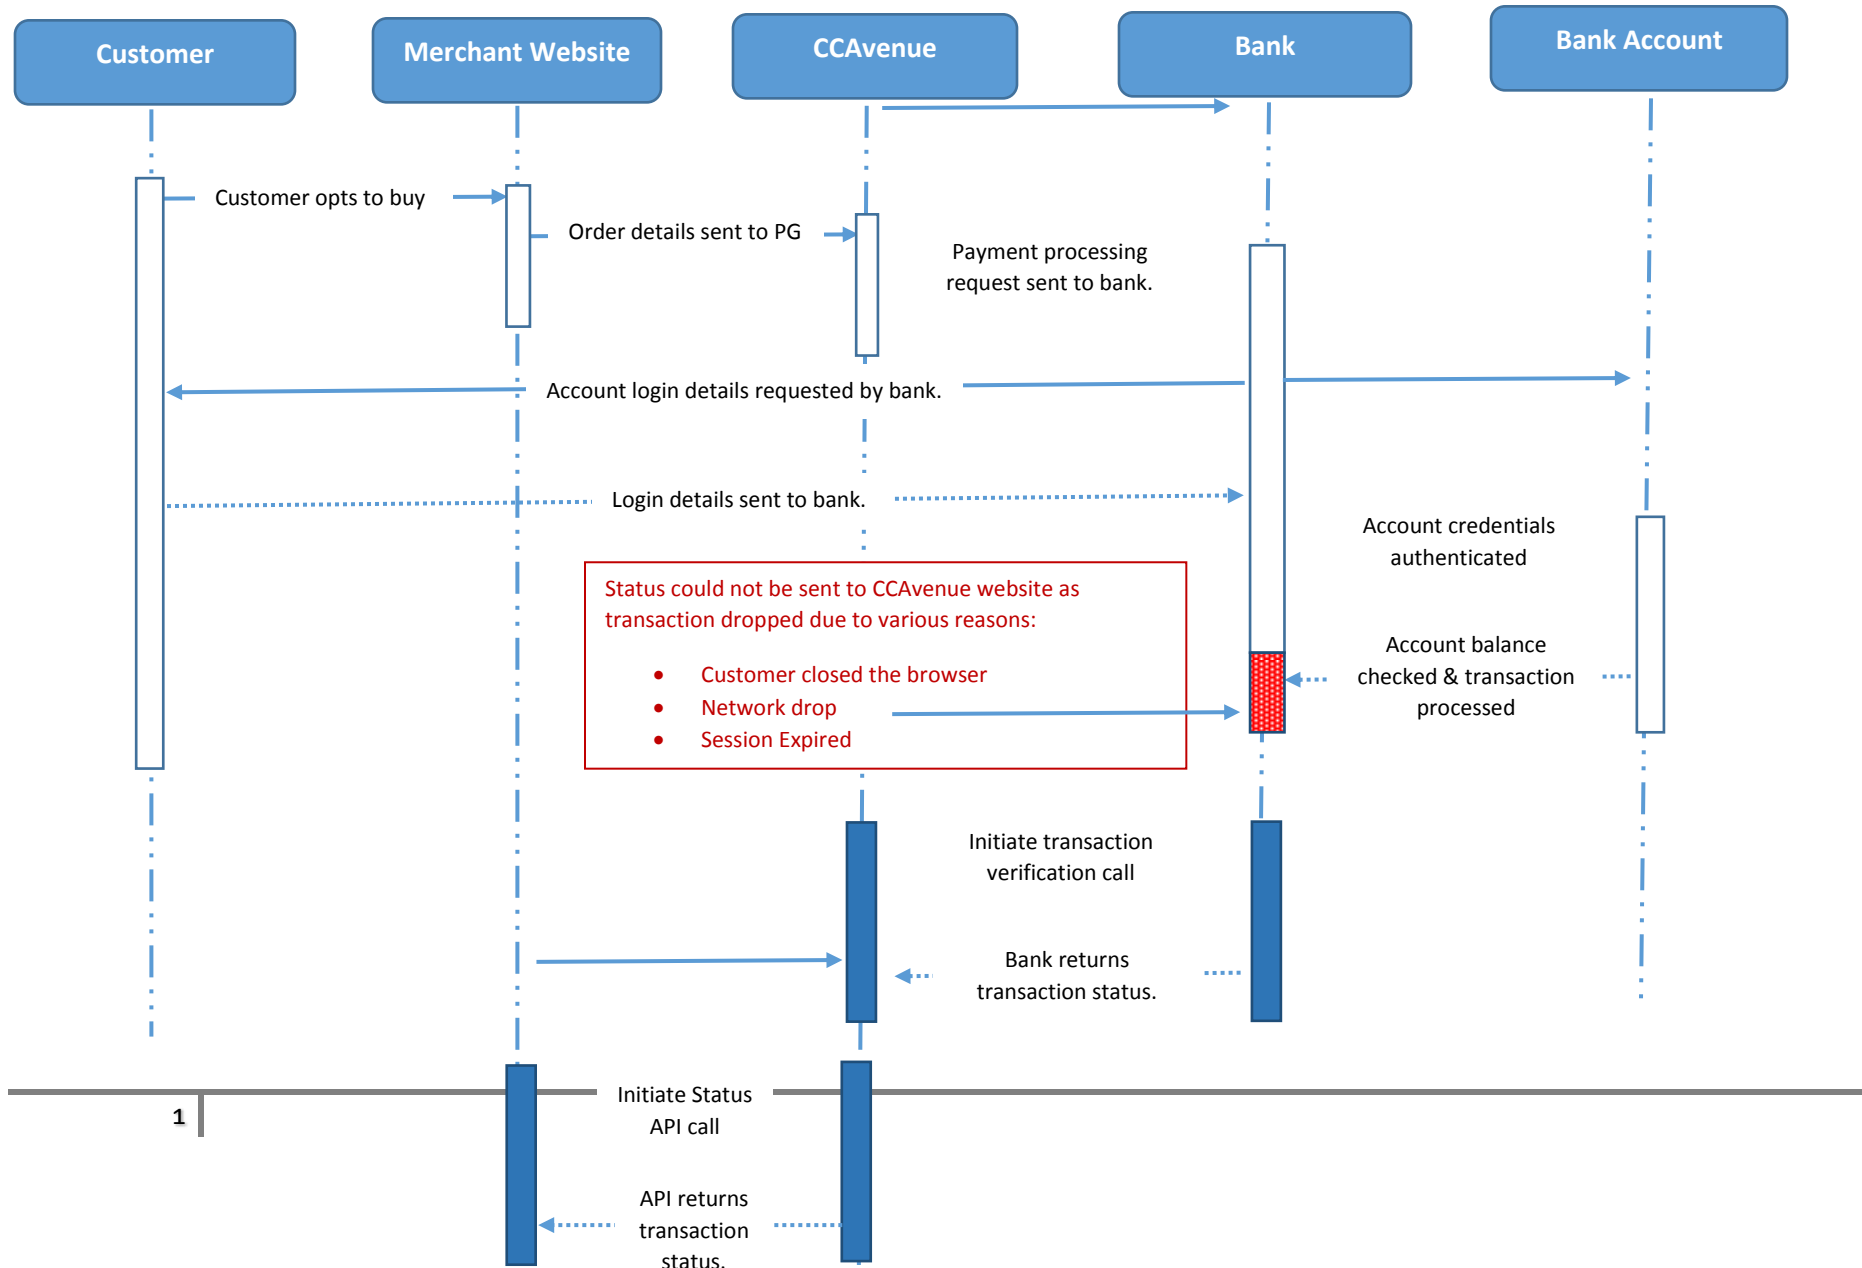 Customer
Merchant Website
CCAvenue
Bank
Bank Account
Customer opts to buy
Order details sent to PG
Payment processing
request sent to bank.
Account login details requested by bank.
Login details sent to bank.
Account credentials
authenticated
Status could not be sent to CCAvenue website as
transaction dropped due to various reasons:
• Customer closed the browser
• Network drop
• Session Expired
Account balance
checked & transaction
processed
Initiate transaction
verification call
Bank returns
transaction status.
Initiate Status
API call
1
API returns
transaction
status.